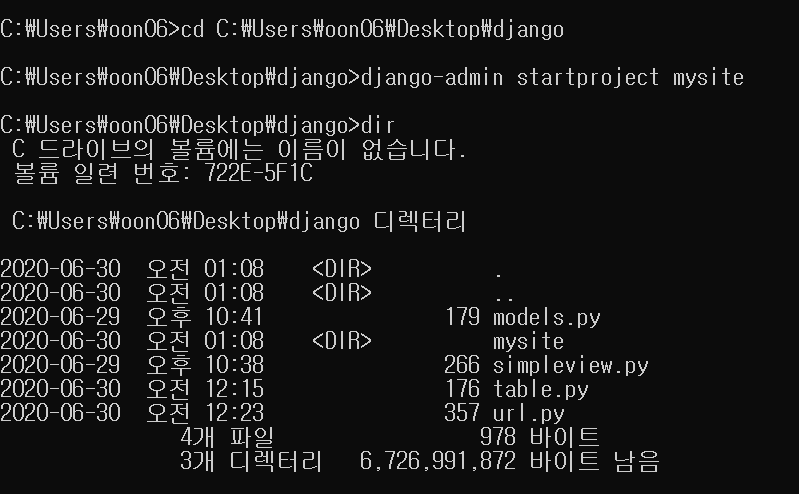 C:₩Users₩oon06>cd C:₩Users₩oon06₩Desktop₩django
C:₩Users₩oon06₩Desktop₩django>django-admin startproject mysite
C:₩Users₩oon06₩Desktop₩django>dir
C 드라이브의 볼륨에는 이름이 없습니다.
볼륨 일련 번호: 722E-5F1C
C:₩Users₩oon06₩Desktop₩django 디렉터리
2020-06-30 오전 01:08 <DIR> .
2020-06-30 오전 01:08 <DIR> ..
2020-06-29 오후 10:41 179 models.py
2020-06-30 오전 01:08 <DIR> mysite
2020-06-29 오후 10:38 266 simpleview.py
2020-06-30 오전 12:15 176 table.py
2020-06-30 오전 12:23 357 url.py
4개 파일 978 바이트
3개 디렉터리 6,726,991,872 바이트 남음